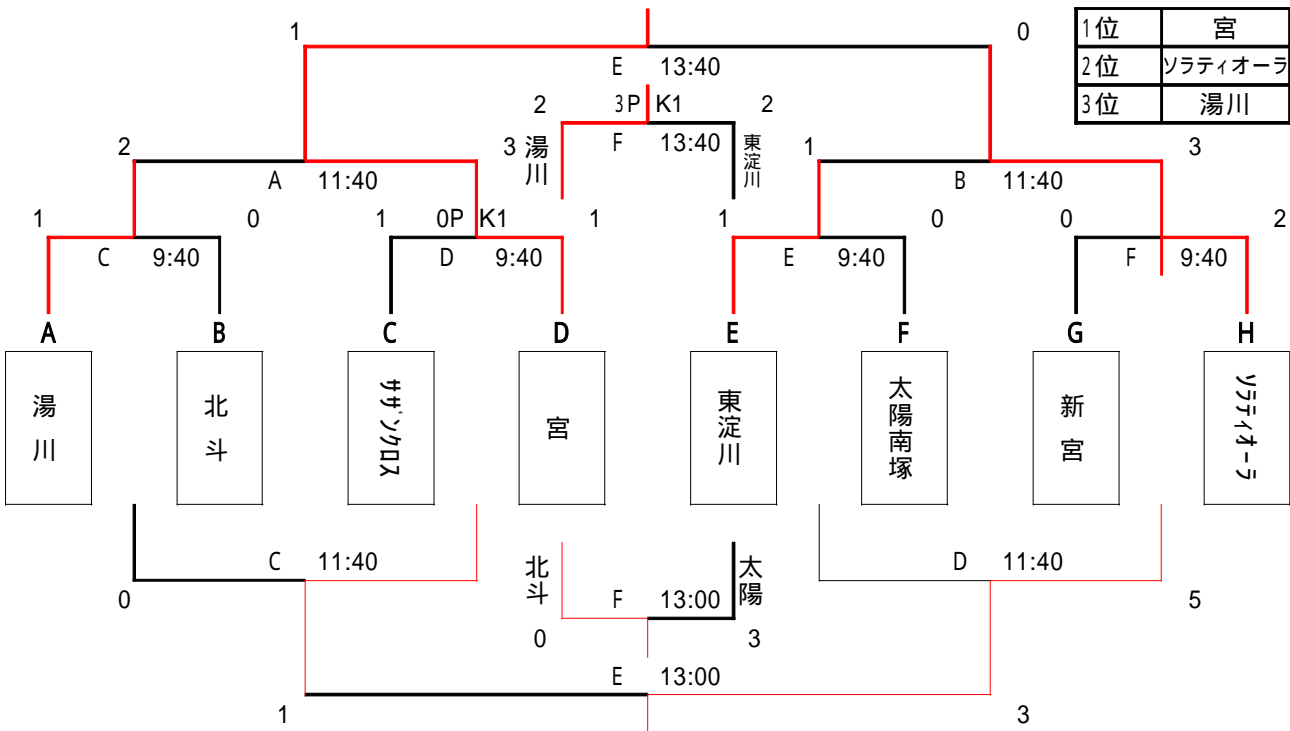 1
0
1位 宮
2位 ソラティオーラ
3位 湯川
E 13:40
2 3P K1 2
2 3 湯川 F 13:40 東淀川 1 3
A 11:40
B 11:40
1 0 1 0P K1 1 1 0 0 2
C 9:40 D 9:40 E 9:40 F 9:40
A B C D E F G H
湯川
北斗
サザンクロス
宮
東淀川
太陽南塚
新宮
ソラティオーラ
C 11:40
北斗
太陽
D 11:40
0
F 13:00
5
0 3
E 13:00
1
3